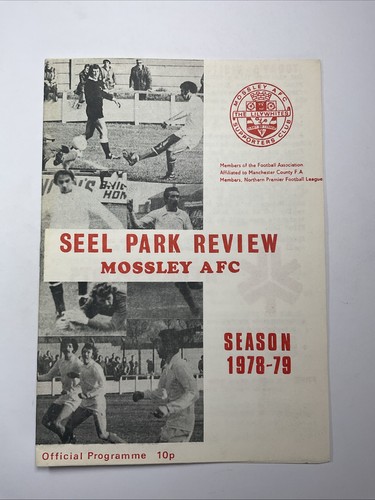 MOSSLEY A.F.C.
THE LILYWHITES
SUPPORTERS CLUB
Members of the Football Association
Affiliated to Manchester County F.A
Members, Northern Premier Football League
SEEL PARK REVIEW
MOSSLEY AFC
SEASON
1978-79
Official Programme 10p